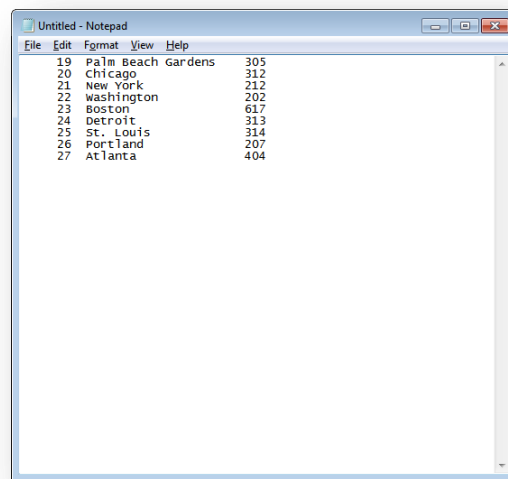 Untitled - Notepad
File Edit Format View Help
19 Palm Beach Gardens 305
20 Chicago 312
21 New York 212
22 Washington 202
23 Boston 617
24 Detroit 313
25 St. Louis 314
26 Portland 207
27 Atlanta 404